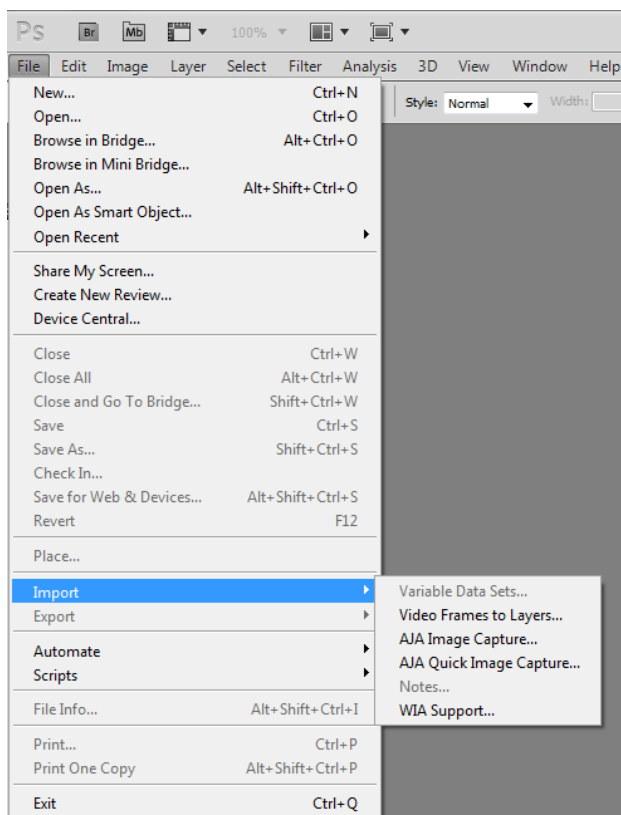 Ps Br Mb 100%
File Edit Image Layer Select Filter Analysis 3D View Window Help
Style: Normal Width:
New... Ctrl+N
Open... Ctrl+O
Browse in Bridge... Alt+Ctrl+O
Browse in Mini Bridge...
Open As... Alt+Shift+Ctrl+O
Open As Smart Object...
Open Recent
Share My Screen...
Create New Review...
Device Central...
Close Ctrl+W
Close All Alt+Ctrl+W
Close and Go To Bridge... Shift+Ctrl+W
Save Ctrl+S
Save As... Shift+Ctrl+S
Check In...
Save for Web & Devices... Alt+Shift+Ctrl+S
Revert F12
Place...
Import
Export
Automate
Scripts
File Info... Alt+Shift+Ctrl+I
Print... Ctrl+P
Print One Copy Alt+Shift+Ctrl+P
Exit Ctrl+Q
Variable Data Sets...
Video Frames to Layers...
AJA Image Capture...
AJA Quick Image Capture...
Notes...
WIA Support...